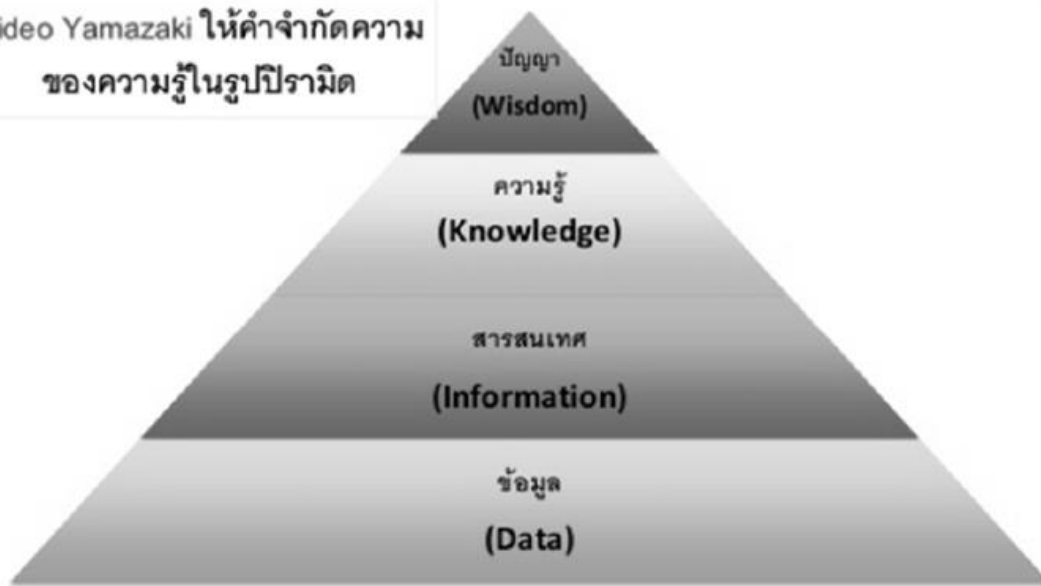 ideo Yamazaki ให้คำจำกัดความ
ของความรู้ในรูปปิรามิด
ปัญญา
(Wisdom)
ความรู้
(Knowledge)
สารสนเทศ
(Information)
ข้อมูล
(Data)